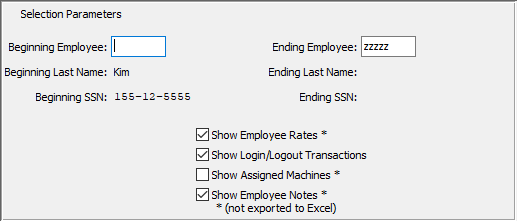 Selection Parameters
Beginning Employee: Ending Employee: zzzzz
Beginning Last Name: Kim Ending Last Name:
Beginning SSN: 155-12-5555 Ending SSN:
Show Employee Rates *
Show Login/Logout Transactions
Show Assigned Machines *
Show Employee Notes *
* (not exported to Excel)